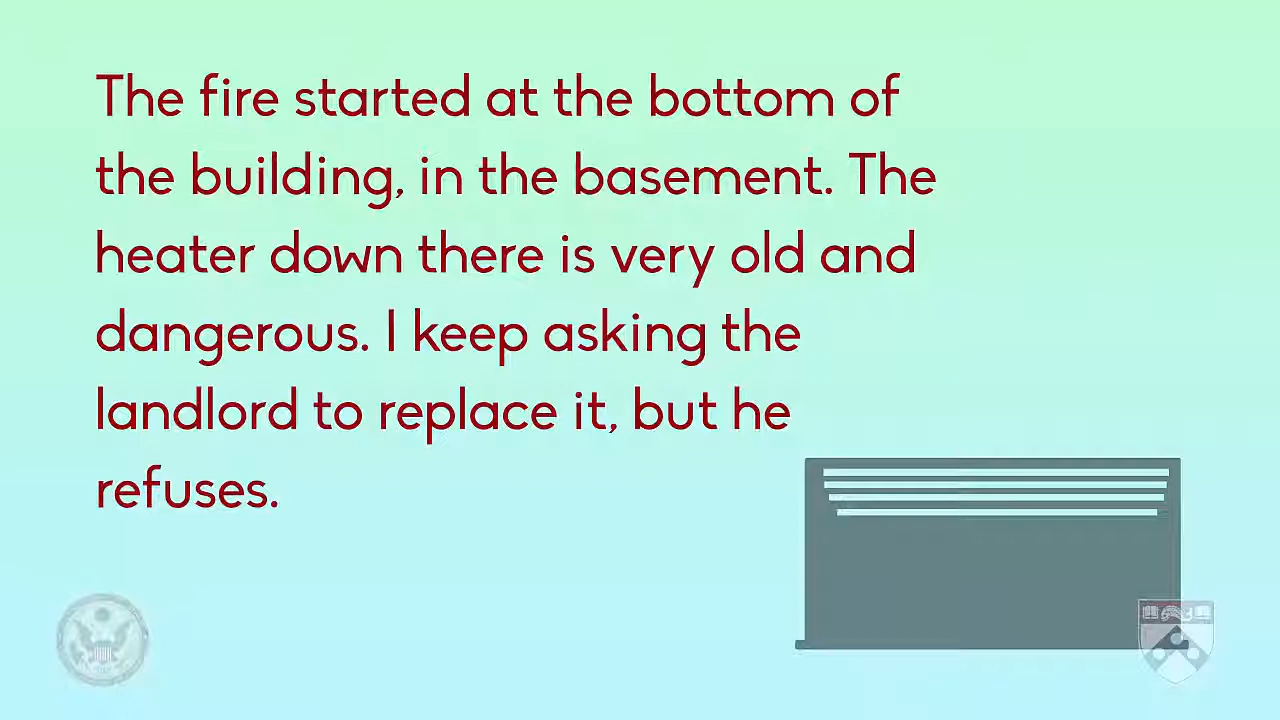 The fire started at the bottom of
the building, in the basement. The
heater down there is very old and
dangerous. I keep asking the
landlord to replace it, but he
refuses.